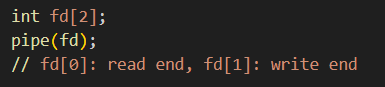 int fd[2];
pipe(fd);
// fd[0]: read end, fd[1]: write end